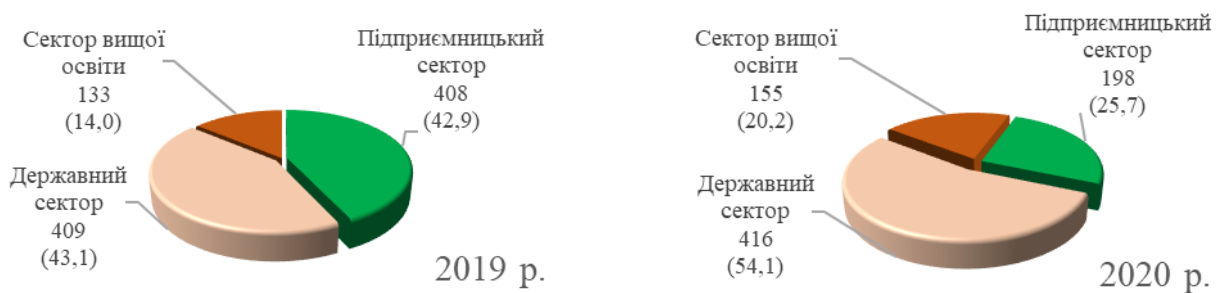 Сектор вищої
освіти
133
(14,0)
Підприємницький
сектор
408
(42,9)
Державний
сектор
409
(43,1)
2019 р.
Сектор вищої
освіти
155
(20,2)
Підприємницький
сектор
198
(25,7)
Державний
сектор
416
(54,1)
2020 р.